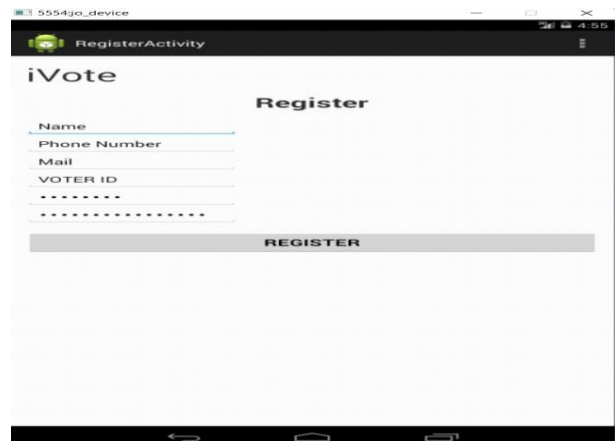 5554:jo_device
4:55
RegisterActivity
iVote
Register
Name
Phone Number
Mail
VOTER ID
••••••••
••••••••••••••••
REGISTER